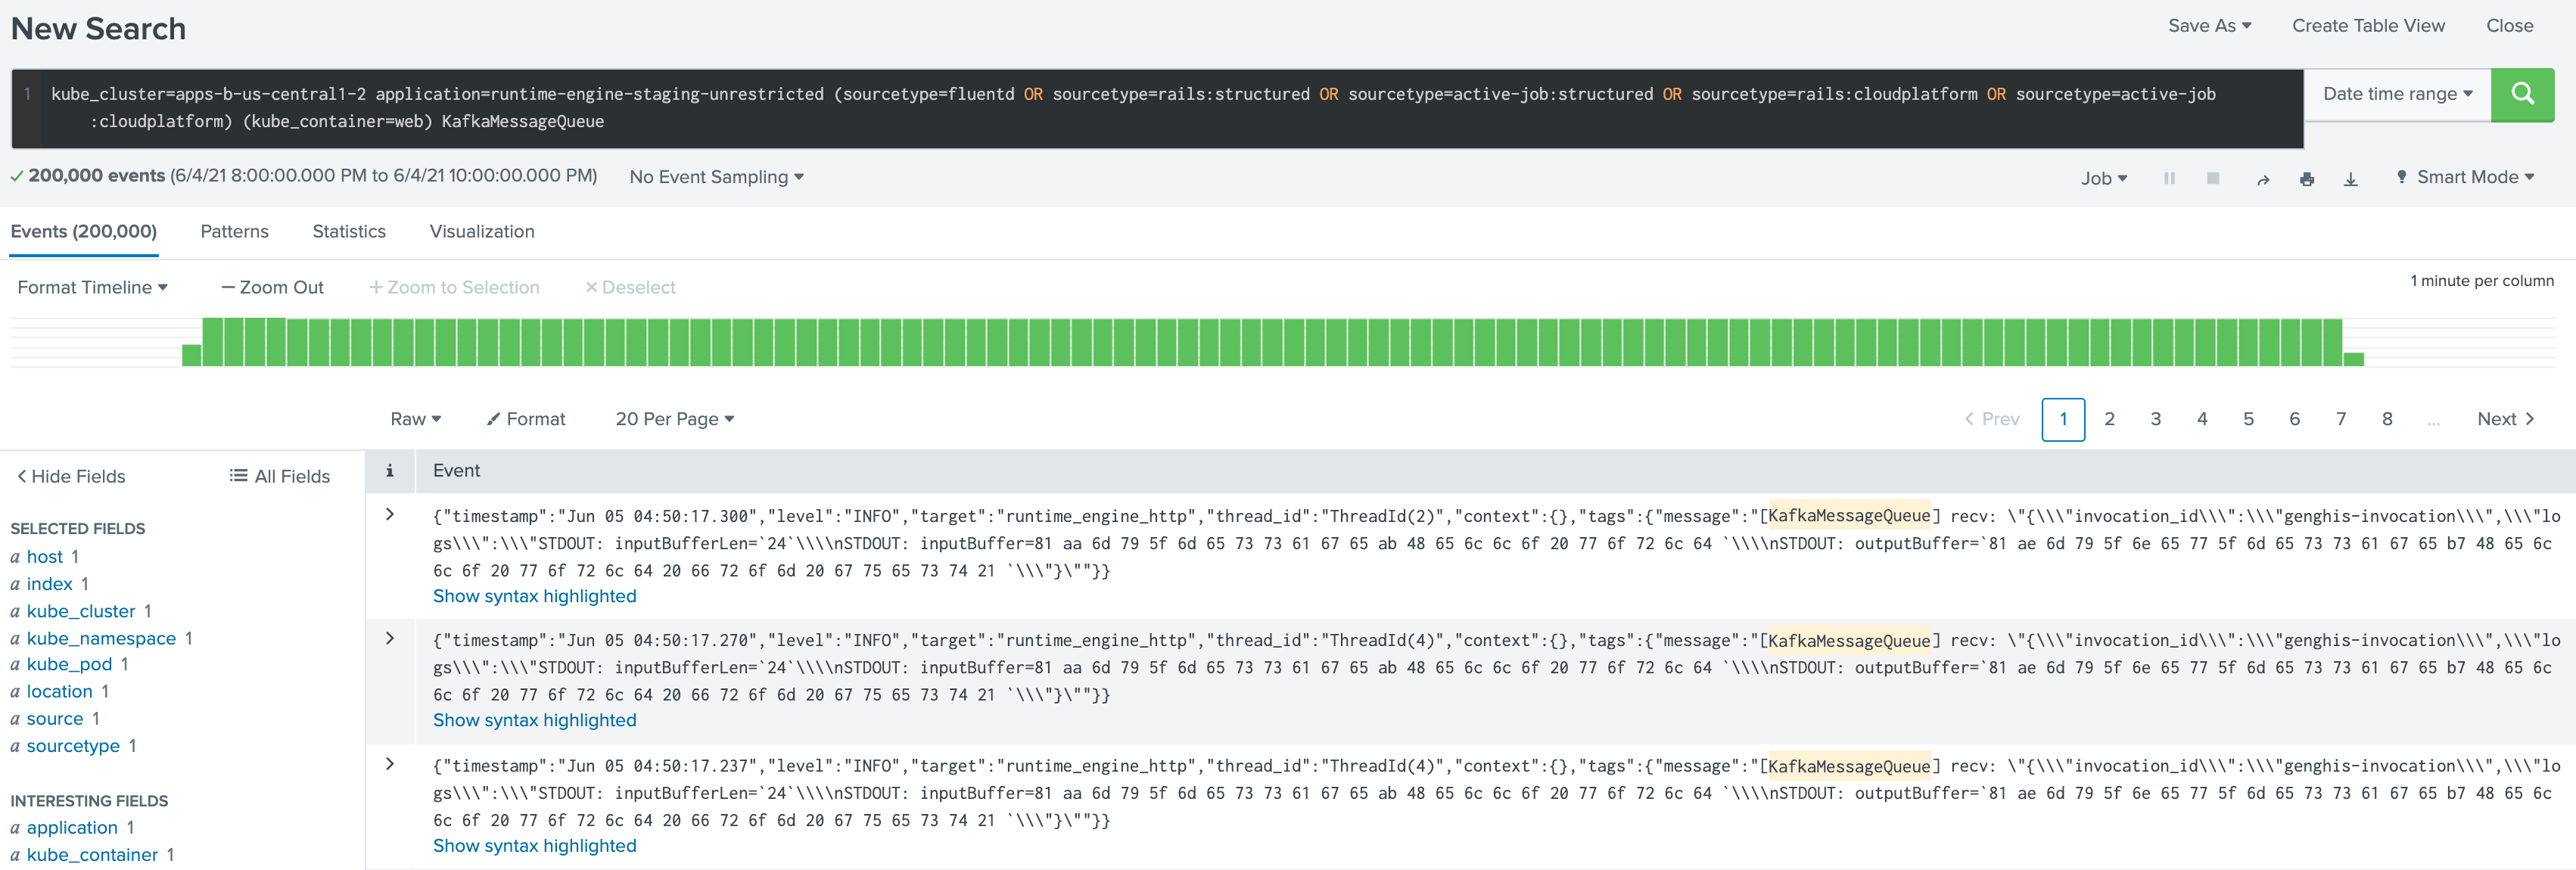 New Search
Save As
Create Table View
Close
1 kube_cluster=apps-b-us-central1-2 application=runtime-engine-staging-unrestricted (sourcetype=fluentd OR sourcetype=rails:structured OR sourcetype=active-job:structured OR sourcetype=rails:cloudplatform OR sourcetype=active-job
:cloudplatform) (kube_container=web) KafkaMessageQueue
Date time range
200,000 events (6/4/21 8:00:00.000 PM to 6/4/21 10:00:00.000 PM)
No Event Sampling
Job
Smart Mode
Events (200,000)
Patterns
Statistics
Visualization
Format Timeline
— Zoom Out
+ Zoom to Selection
× Deselect
1 minute per column
Raw
Format
20 Per Page
< Prev
1 2 3 4 5 6 7 8 ...
Next >
< Hide Fields
All Fields
i
Event
SELECTED FIELDS
a host 1
a index 1
a kube_cluster 1
a kube_namespace 1
a kube_pod 1
a location 1
a source 1
a sourcetype 1
INTERESTING FIELDS
a application 1
a kube_container 1
> {"timestamp":"Jun 05 04:50:17.300","level":"INFO","target":"runtime_engine_http","thread_id":"ThreadId(2)","context":{},"tags":{"message":"[KafkaMessageQueue] recv: \"{\\\"invocation_id\\\":\\\"genghis-invocation\\\",\\\"lo
gs\\\":\\\"STDOUT: inputBufferLen=`24`\\\\nSTDOUT: inputBuffer=81 aa 6d 79 5f 6d 65 73 73 61 67 65 ab 48 65 6c 6c 6f 20 77 6f 72 6c 64 `\\\\nSTDOUT: outputBuffer=`81 ae 6d 79 5f 6e 65 77 5f 6d 65 73 73 61 67 65 b7 48 65 6c
6c 6f 20 77 6f 72 6c 64 20 66 72 6f 6d 20 67 75 65 73 74 21 `\\\"}\""}}
Show syntax highlighted
> {"timestamp":"Jun 05 04:50:17.270","level":"INFO","target":"runtime_engine_http","thread_id":"ThreadId(4)","context":{},"tags":{"message":"[KafkaMessageQueue] recv: \"{\\\"invocation_id\\\":\\\"genghis-invocation\\\",\\\"lo
gs\\\":\\\"STDOUT: inputBufferLen=`24`\\\\nSTDOUT: inputBuffer=81 aa 6d 79 5f 6d 65 73 73 61 67 65 ab 48 65 6c 6c 6f 20 77 6f 72 6c 64 `\\\\nSTDOUT: outputBuffer=`81 ae 6d 79 5f 6e 65 77 5f 6d 65 73 73 61 67 65 b7 48 65 6c
6c 6f 20 77 6f 72 6c 64 20 66 72 6f 6d 20 67 75 65 73 74 21 `\\\"}\""}}
Show syntax highlighted
> {"timestamp":"Jun 05 04:50:17.237","level":"INFO","target":"runtime_engine_http","thread_id":"ThreadId(4)","context":{},"tags":{"message":"[KafkaMessageQueue] recv: \"{\\\"invocation_id\\\":\\\"genghis-invocation\\\",\\\"lo
gs\\\":\\\"STDOUT: inputBufferLen=`24`\\\\nSTDOUT: inputBuffer=81 aa 6d 79 5f 6d 65 73 73 61 67 65 ab 48 65 6c 6c 6f 20 77 6f 72 6c 64 `\\\\nSTDOUT: outputBuffer=`81 ae 6d 79 5f 6e 65 77 5f 6d 65 73 73 61 67 65 b7 48 65 6c
6c 6f 20 77 6f 72 6c 64 20 66 72 6f 6d 20 67 75 65 73 74 21 `\\\"}\""}}
Show syntax highlighted